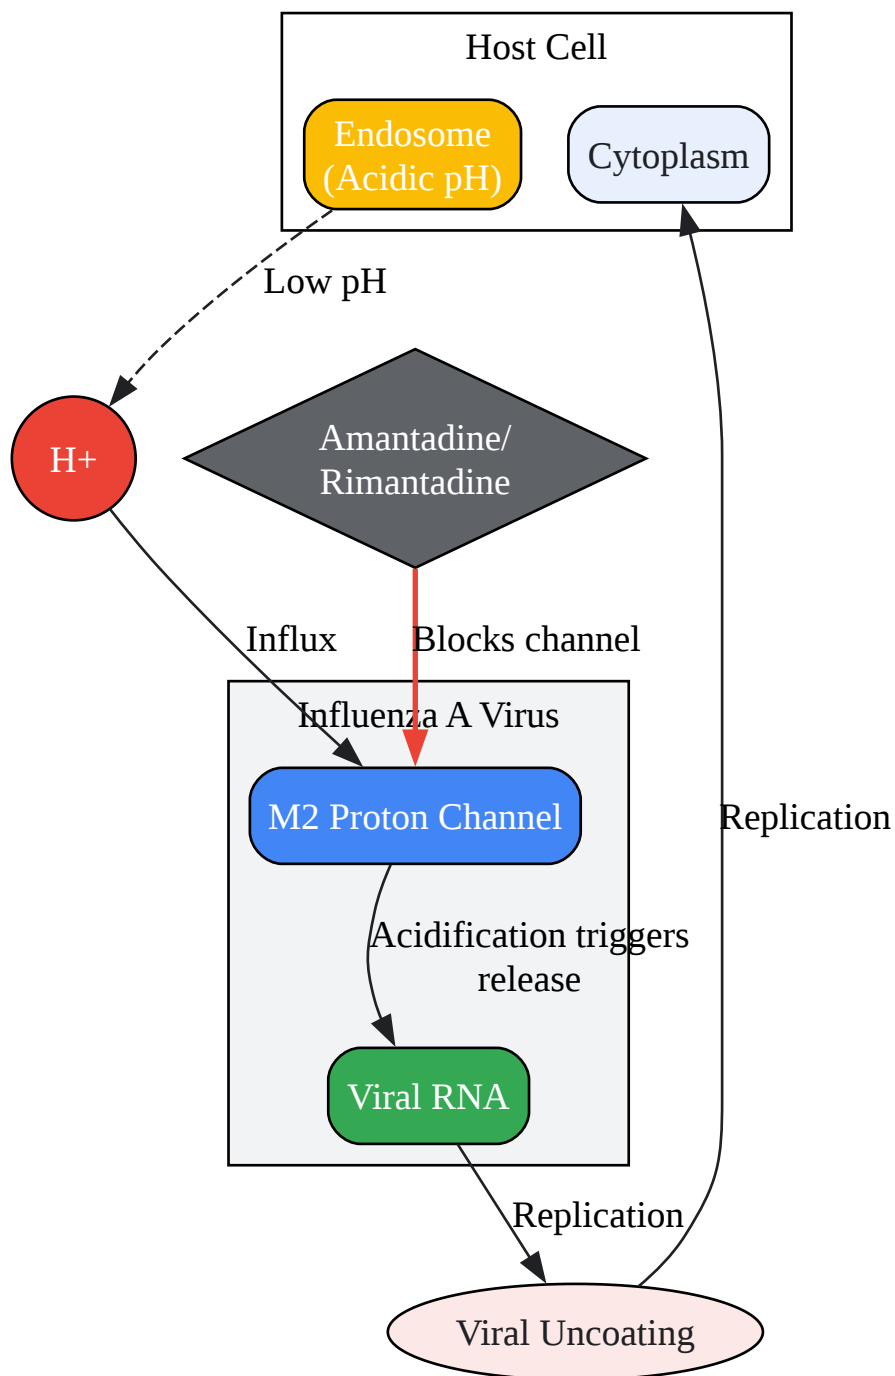 Host Cell
Endosome
(Acidic pH)
Cytoplasm
Low pH
H+
Amantadine/
Rimantadine
Influx
Blocks channel
Influenza A Virus
M2 Proton Channel
Replication
Acidification triggers
release
Viral RNA
Replication
Viral Uncoating